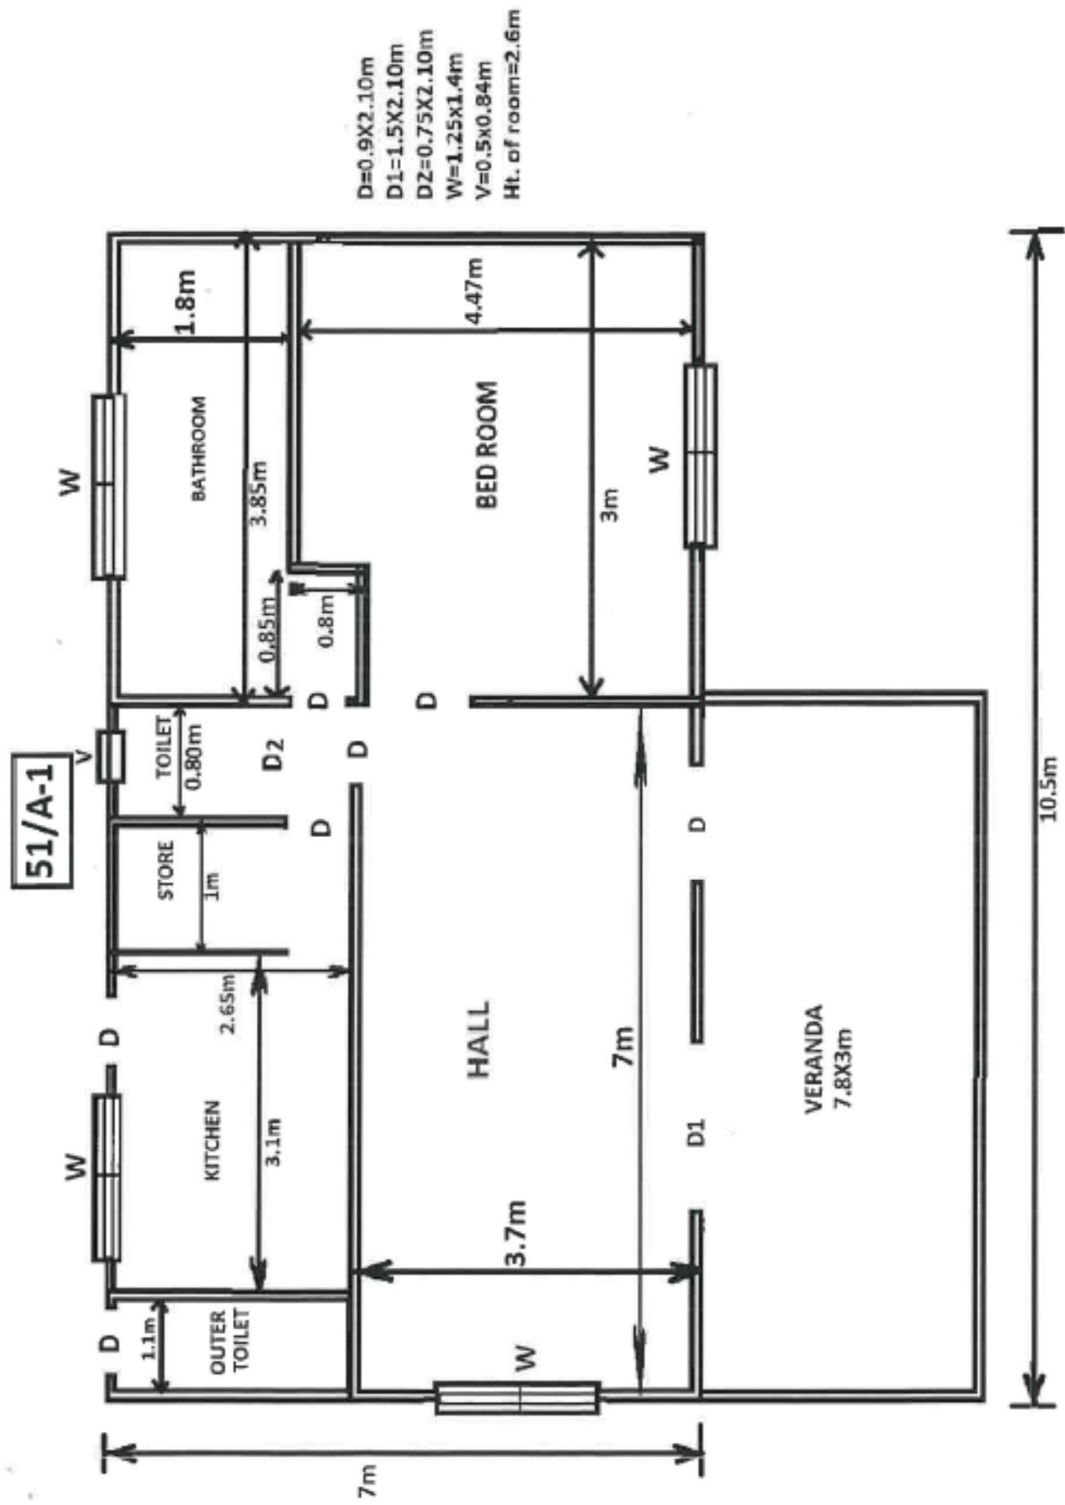 51/A-1
W
D
W
V
D
1.1m
OUTER
TOILET
KITCHEN
3.1m
2.65m
STORE
1m
TOILET
0.80m
D2
D
D
D
BATHROOM
3.85m
1.8m
0.85m
0.8m
D
HALL
3.7m
7m
W
BED ROOM
4.47m
3m
W
D1
D
VERANDA
7.8X3m
7m
10.5m
D=0.9X2.10m
D1=1.5X2.10m
D2=0.75X2.10m
W=1.25x1.4m
V=0.5x0.84m
Ht. of room=2.6m